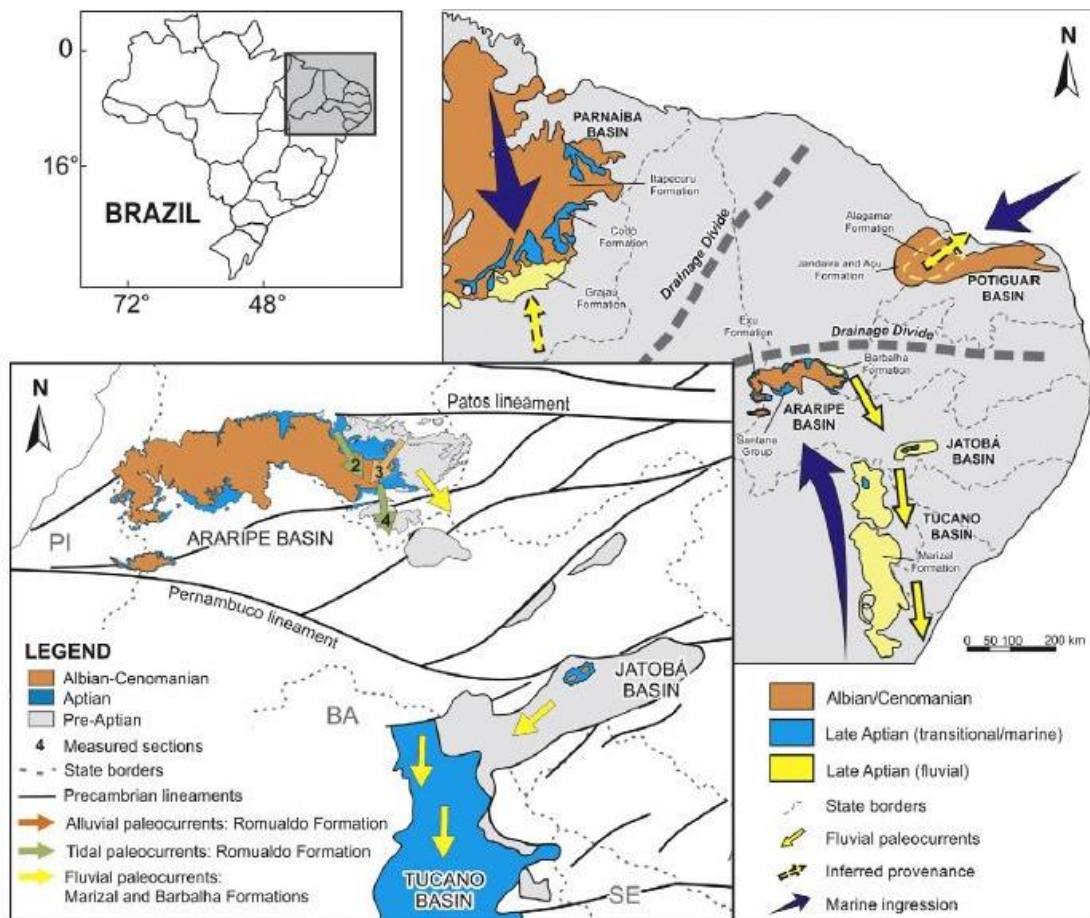 0
16°
BRAZIL
72°
48°
N
PARNAÍBA
BASIN
Itapecuru
Formation
Codó
Formation
Grajaú
Formation
Drainage Divide
Alagamar
Formation
Jandaíra and Açu
Formation
POTIGUAR
BASIN
Exu
Formation
Drainage Divide
Barbalha
Formation
ARARIPE
BASIN
Santana
Group
JATOBÁ
BASIN
TUCANO
BASIN
Marizal
Formation
0 50 100 200 km
Albian/Cenomanian
Late Aptian (transitional/marine)
Late Aptian (fluvial)
State borders
Fluvial paleocurrents
Inferred provenance
Marine ingression
N
Patos lineament
2
3
4
PI
ARARIPE BASIN
Pernambuco lineament
LEGEND
Albian-Cenomanian
Aptian
Pre-Aptian
4 Measured sections
State borders
Precambrian lineaments
Alluvial paleocurrents: Romualdo Formation
Tidal paleocurrents: Romualdo Formation
Fluvial paleocurrents:
Marizal and Barbalha Formations
BA
JATOBÁ
BASIN
TUCANO
BASIN
SE